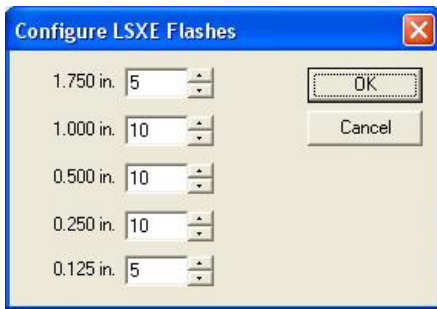 Configure LSXE Flashes
1.750 in. 5
OK
1.000 in. 10
Cancel
0.500 in. 10
0.250 in. 10
0.125 in. 5